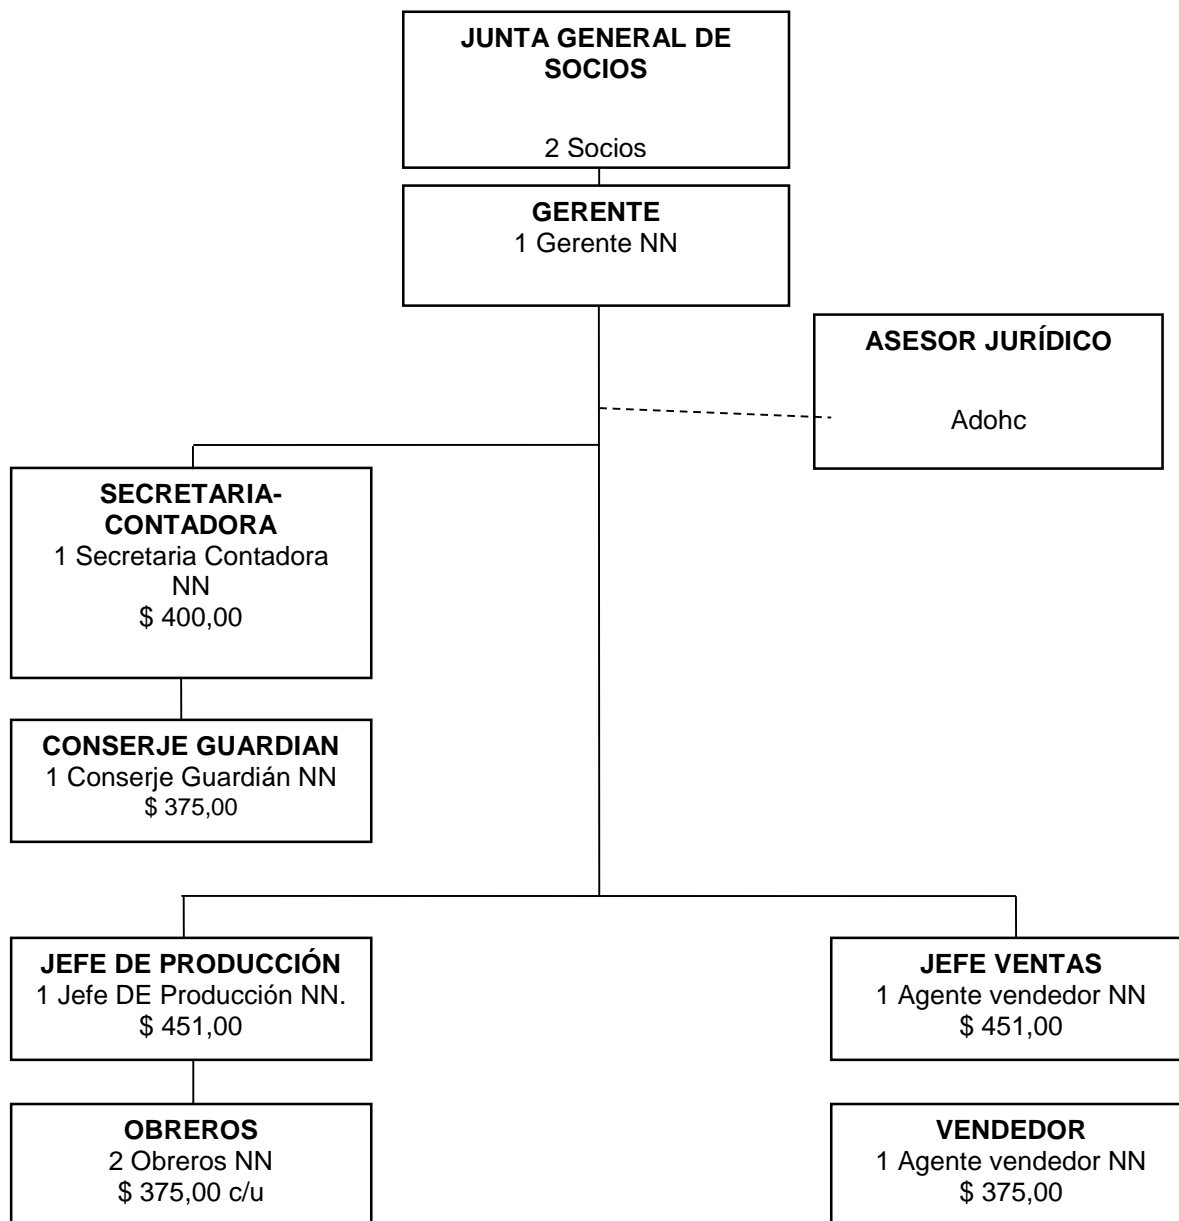 JUNTA GENERAL DE
SOCIOS
2 Socios
GERENTE
1 Gerente NN
ASESOR JURÍDICO
Adohc
SECRETARIA-
CONTADORA
1 Secretaria Contadora
NN
$ 400,00
CONSERJE GUARDIAN
1 Conserje Guardián NN
$ 375,00
JEFE DE PRODUCCIÓN
1 Jefe DE Producción NN.
$ 451,00
JEFE VENTAS
1 Agente vendedor NN
$ 451,00
OBREROS
2 Obreros NN
$ 375,00 c/u
VENDEDOR
1 Agente vendedor NN
$ 375,00